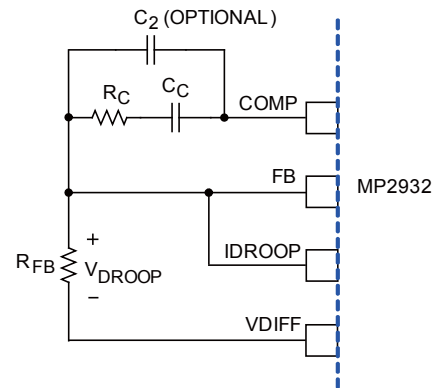 C2 (OPTIONAL)
RC
CC
COMP
FB
MP2932
+
IDROOP
RFB
VDROOP
−
VDIFF